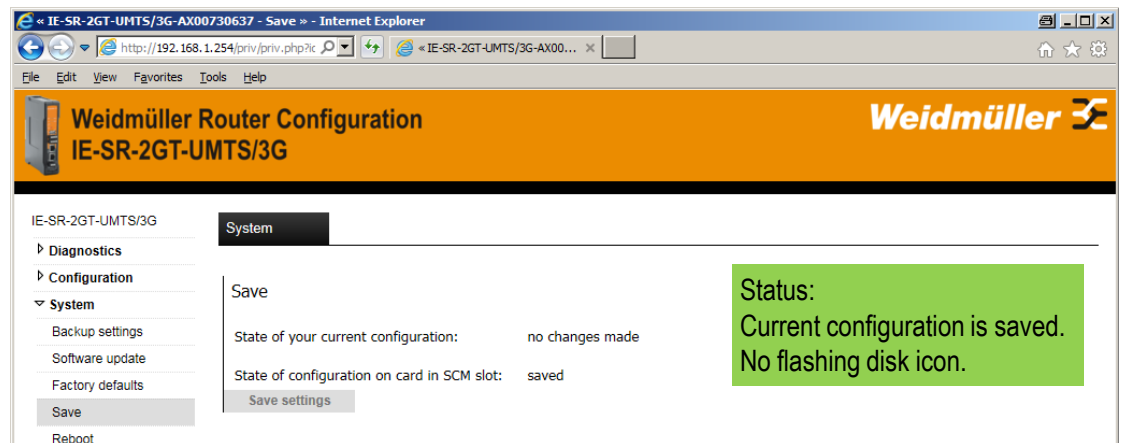 « IE-SR-2GT-UMTS/3G-AX00730637 - Save » - Internet Explorer
http://192.168.1.254/priv/priv.php?ic
« IE-SR-2GT-UMTS/3G-AX00...
File Edit View Favorites Tools Help
Weidmüller Router Configuration
IE-SR-2GT-UMTS/3G
Weidmüller
IE-SR-2GT-UMTS/3G
Diagnostics
Configuration
System
Backup settings
Software update
Factory defaults
Save
Reboot
System
Save
State of your current configuration: no changes made
State of configuration on card in SCM slot: saved
Save settings
Status:
Current configuration is saved.
No flashing disk icon.